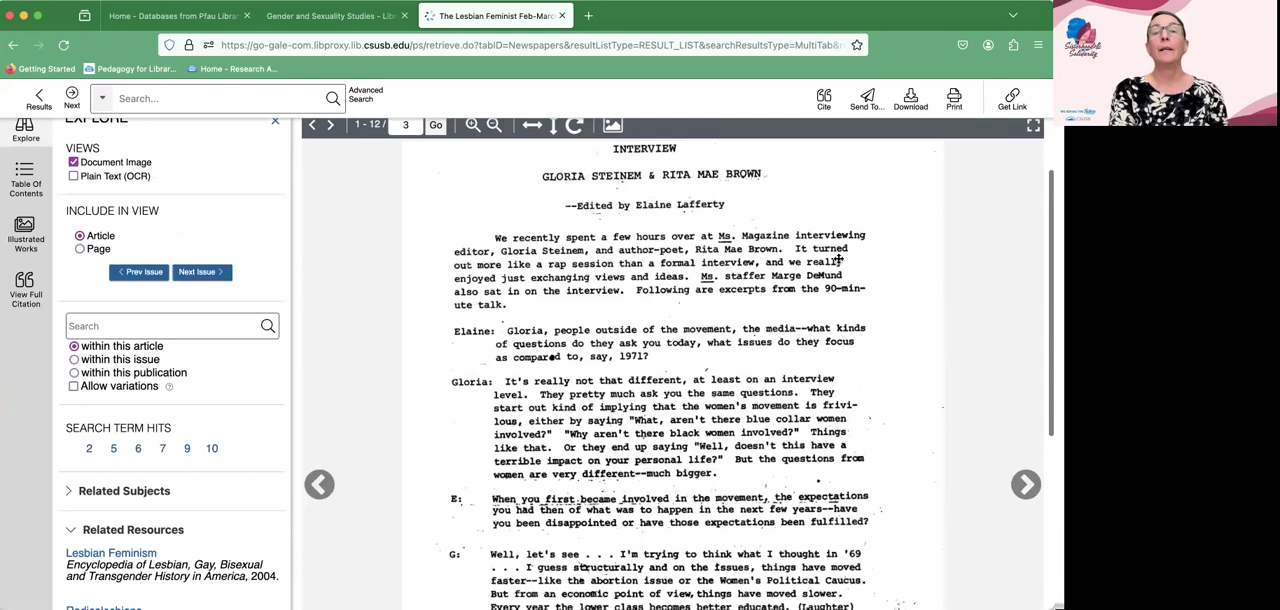 Home - Databases from Pfau Librar
Gender and Sexuality Studies - Lib
The Lesbian Feminist Feb-Marc
https://go-gale-com.libproxy.lib.csusb.edu/ps/retrieve.do?tabID=Newspapers&resultListType=RESULT_LIST&searchResultsType=MultiTab&
Getting Started
Pedagogy for Librar...
Home - Research A...
Results
Next
Search...
Advanced
Search
Cite
Send To...
Download
Print
Get Link
Explore
Table Of
Contents
Illustrated
Works
View Full
Citation
EXPLORE
VIEWS
Document Image
Plain Text (OCR)
INCLUDE IN VIEW
Article
Page
< Prev Issue
Next Issue >
Search
within this article
within this issue
within this publication
Allow variations
SEARCH TERM HITS
2 5 6 7 9 10
Related Subjects
Related Resources
Lesbian Feminism
Encyclopedia of Lesbian, Gay, Bisexual
and Transgender History in America, 2004.
1 - 12
3
Go
INTERVIEW
GLORIA STEINEM & RITA MAE BROWN
--Edited by Elaine Lafferty
We recently spent a few hours over at Ms. Magazine interviewing
editor, Gloria Steinem, and author-poet, Rita Mae Brown. It turned
out more like a rap session than a formal interview, and we really
enjoyed just exchanging views and ideas. Ms. staffer Marge DeMund
also sat in on the interview. Following are excerpts from the 90-min-
ute talk.
Elaine: Gloria, people outside of the movement, the media--what kinds
of questions do they ask you today, what issues do they focus
as compared to, say, 1971?
Gloria: It's really not that different, at least on an interview
level. They pretty much ask you the same questions. They
start out kind of implying that the women's movement is frivi-
lous, either by saying "What, aren't there blue collar women
involved?" "Why aren't there black women involved?" Things
like that. Or they end up saying "Well, doesn't this have a
terrible impact on your personal life?" But the questions from
women are very different--much bigger.
E: When you first became involved in the movement, the expectations
you had then of what was to happen in the next few years--have
you been disappointed or have those expectations been fulfilled?
G: Well, let's see . . . I'm trying to think what I thought in '69
. . . I guess structurally and on the issues, things have moved
faster--like the abortion issue or the Women's Political Caucus.
But from an economic point of view, things have moved slower.
Every year the lower class becomes better educated. (Laughter)
Sisterhood &
Solidarity